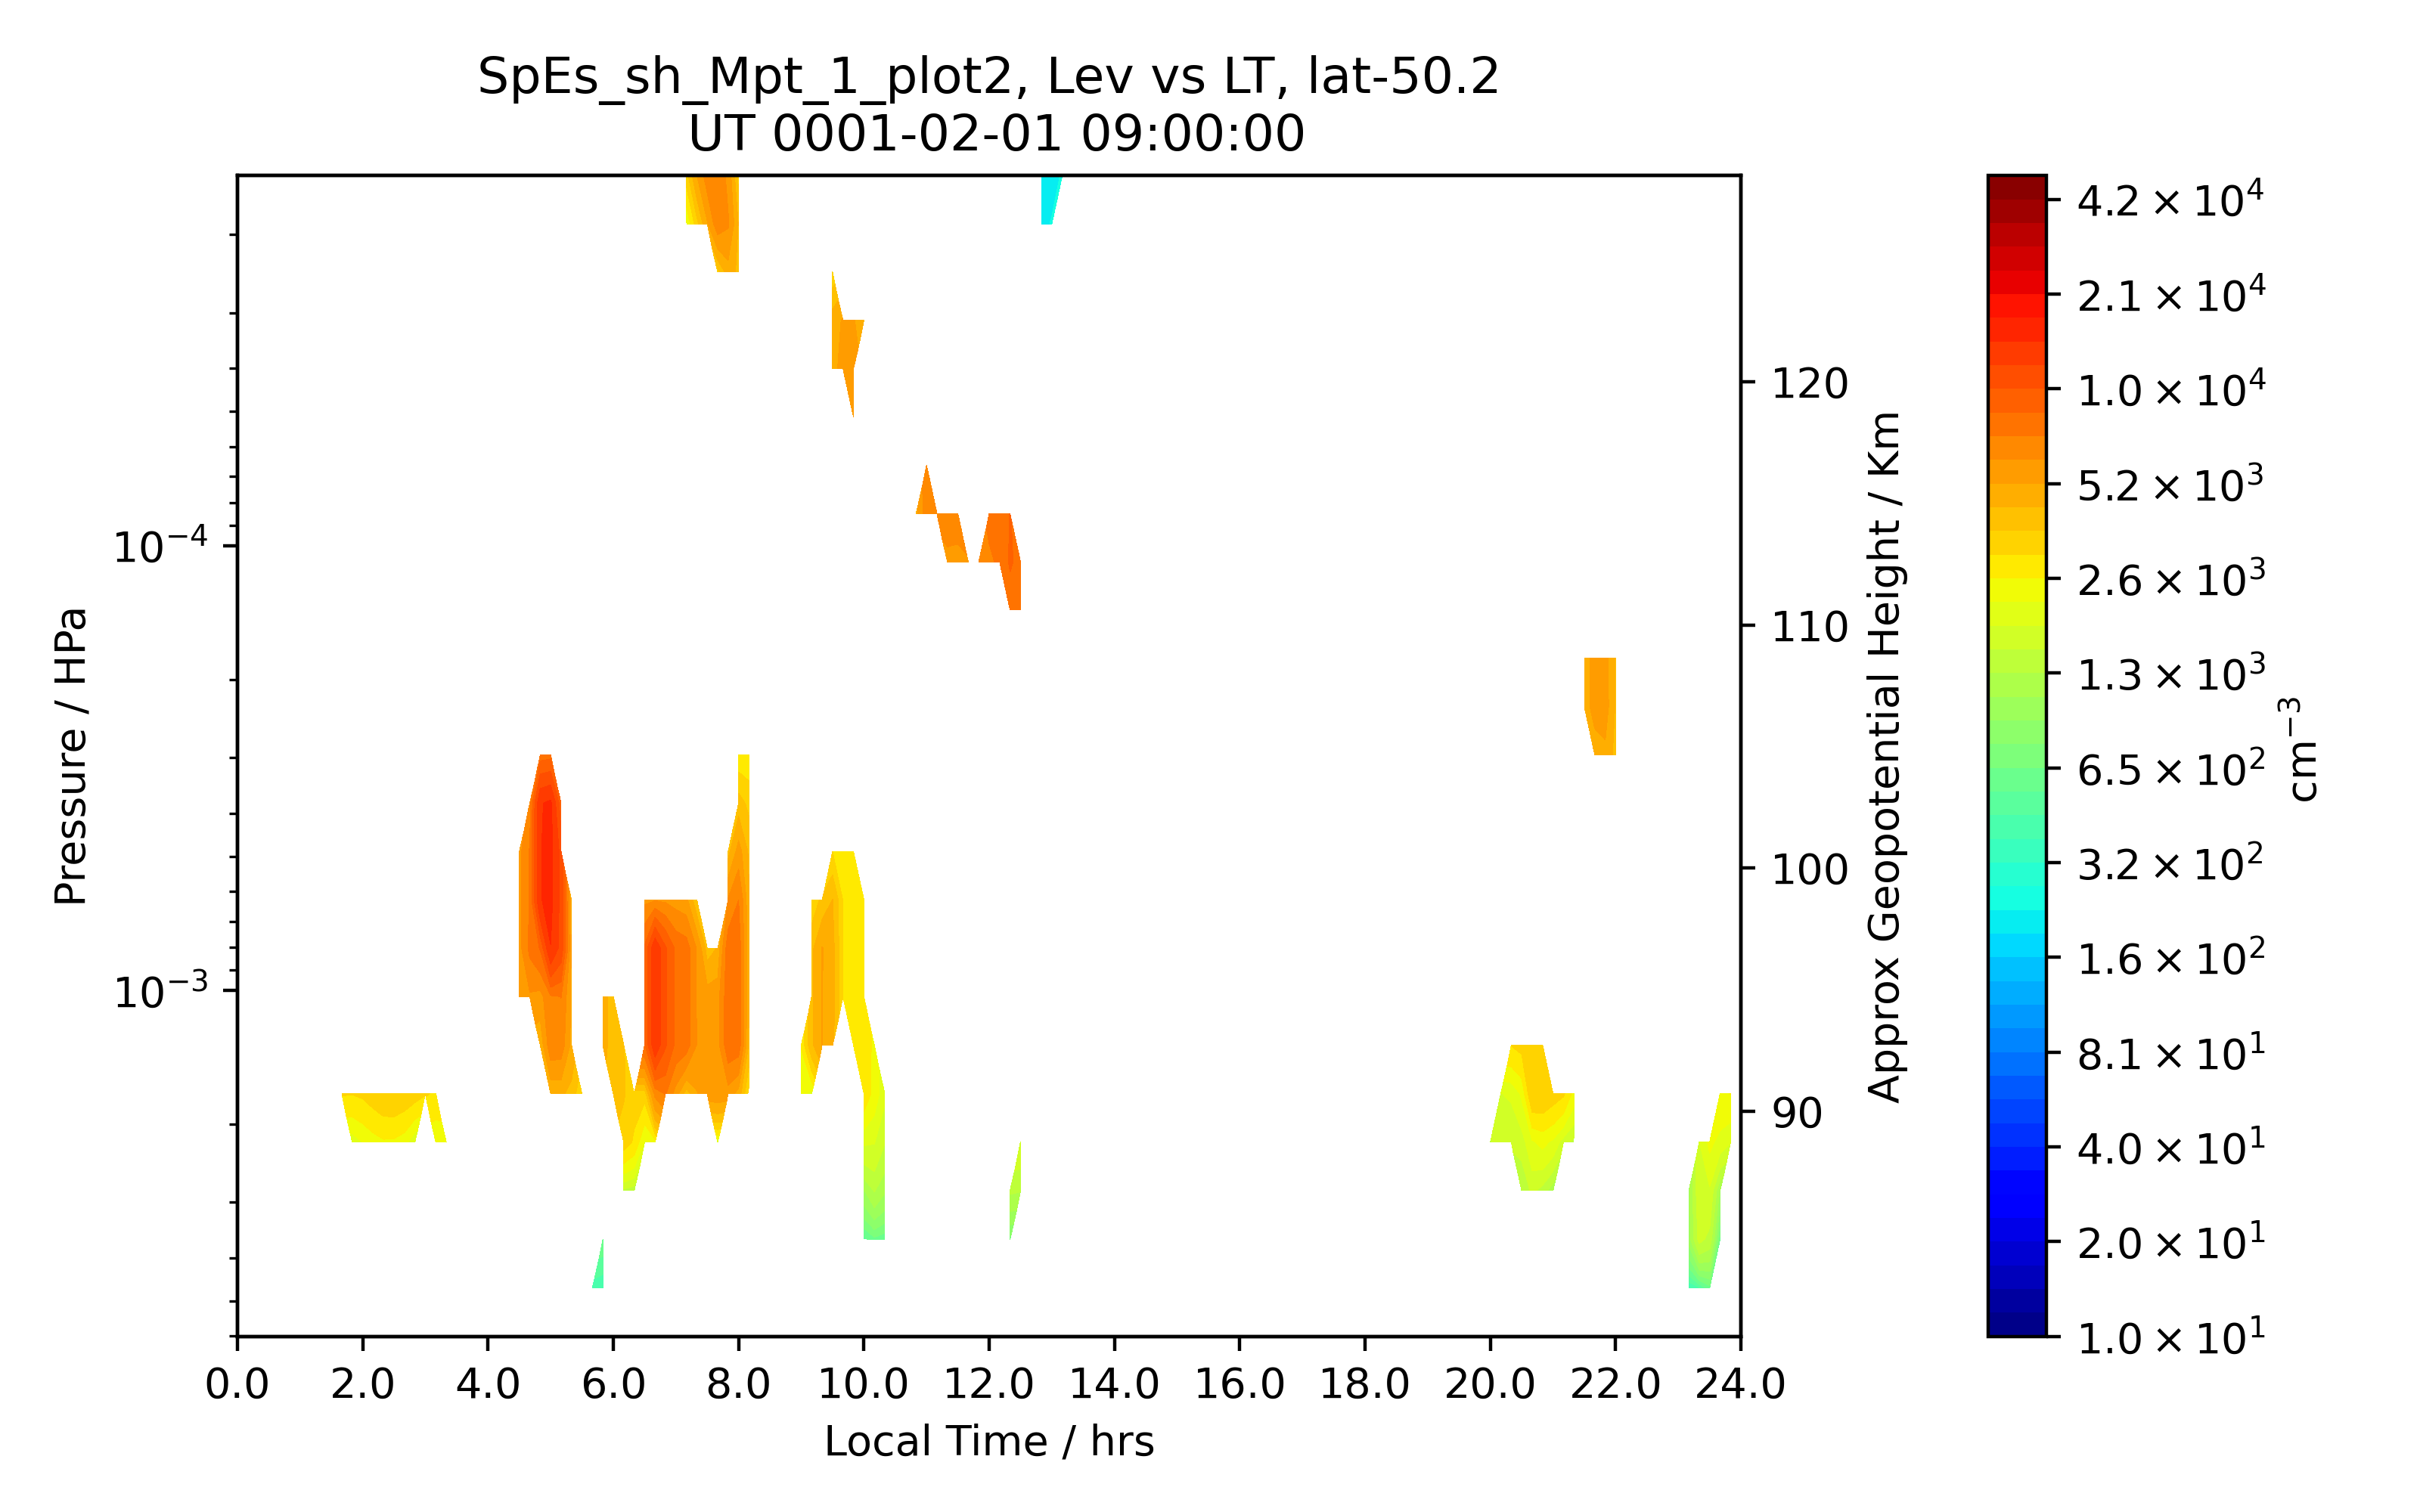 SpEs_sh_Mpt_1_plot2, Lev vs LT, lat-50.2
UT 0001-02-01 09:00:00
Pressure / HPa
10⁻⁴
10⁻³
0.0 2.0 4.0 6.0 8.0 10.0 12.0 14.0 16.0 18.0 20.0 22.0 24.0
Local Time / hrs
120
110
100
90
Approx Geopotential Height / Km
4.2 × 10⁴
2.1 × 10⁴
1.0 × 10⁴
5.2 × 10³
2.6 × 10³
1.3 × 10³
6.5 × 10²
3.2 × 10²
1.6 × 10²
8.1 × 10¹
4.0 × 10¹
2.0 × 10¹
1.0 × 10¹
cm⁻³